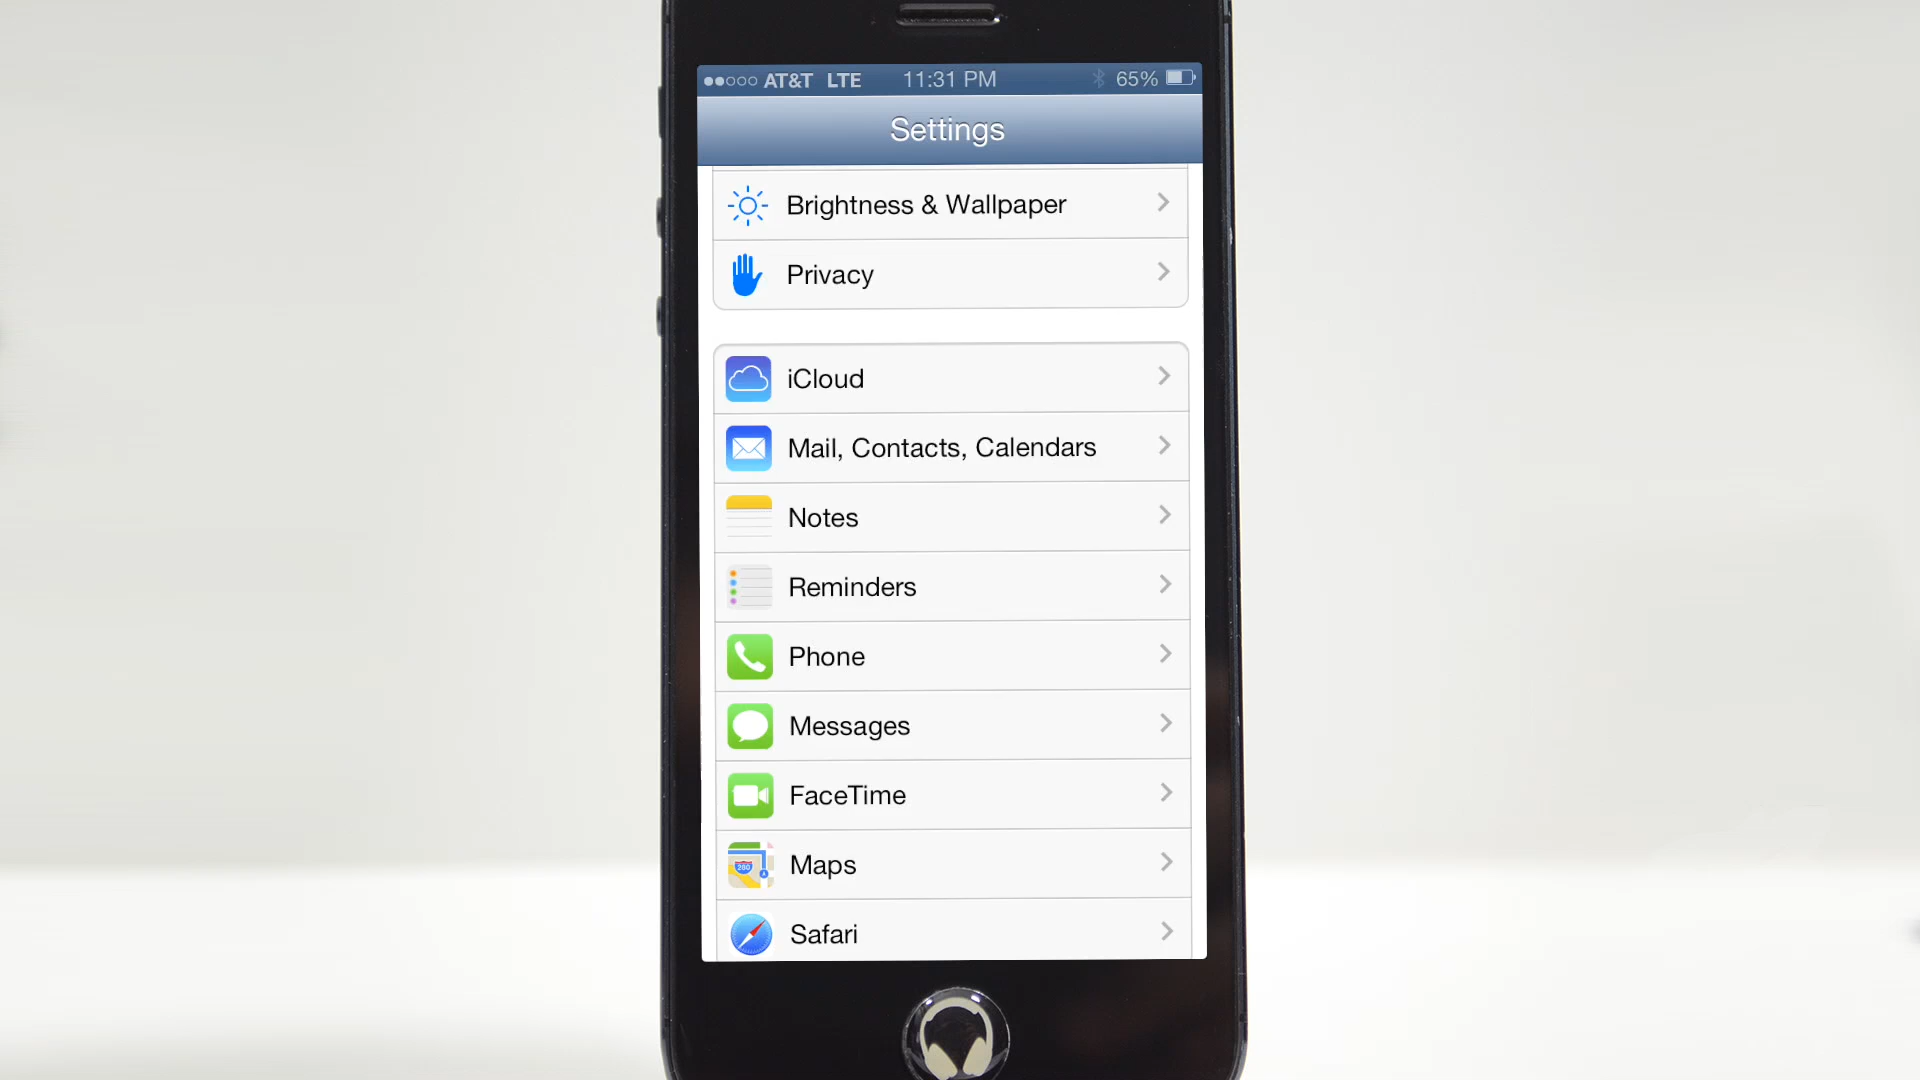 AT&T LTE 11:31 PM 65%
Settings
Brightness & Wallpaper
Privacy
iCloud
Mail, Contacts, Calendars
Notes
Reminders
Phone
Messages
FaceTime
280
Maps
Safari